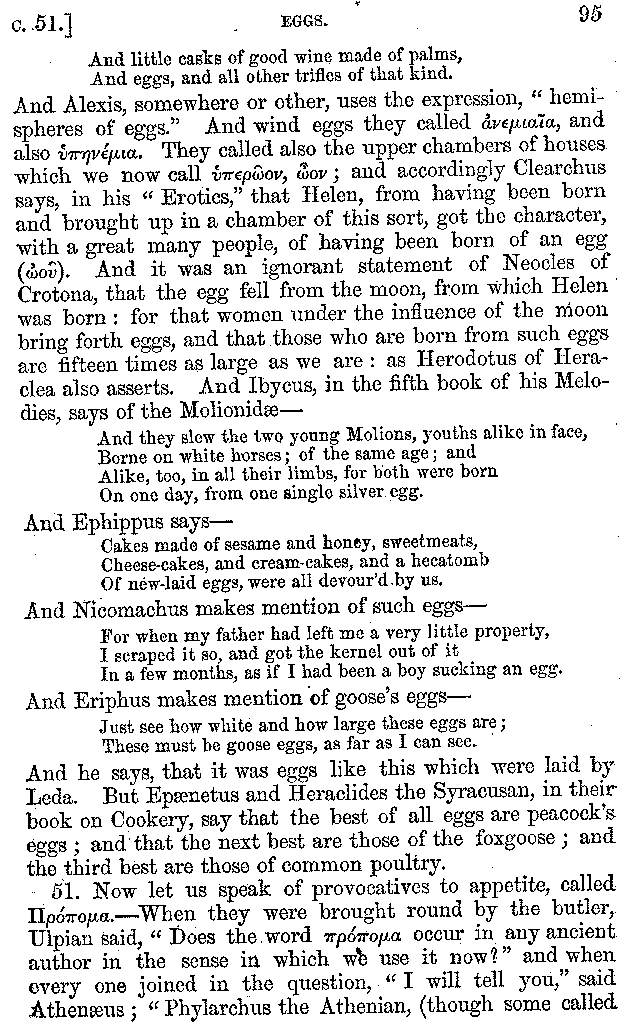 c. 51.] EGGS. 95
And little casks of good wine made of palms,
And eggs, and all other trifles of that kind.
And Alexis, somewhere or other, uses the expression, “ hemi-
spheres of eggs.” And wind eggs they called ἀνεμιαῖα, and
also ὑπηνέμια. They called also the upper chambers of houses
which we now call ὑπερῶον, ὦον ; and accordingly Clearchus
says, in his “ Erotics,” that Helen, from having been born
and brought up in a chamber of this sort, got the character,
with a great many people, of having been born of an egg
(ὠοῦ). And it was an ignorant statement of Neocles of
Crotona, that the egg fell from the moon, from which Helen
was born : for that women under the influence of the moon
bring forth eggs, and that those who are born from such eggs
are fifteen times as large as we are : as Herodotus of Hera-
clea also asserts. And Ibycus, in the fifth book of his Melo-
dies, says of the Molionidæ—
And they slew the two young Molions, youths alike in face,
Borne on white horses ; of the same age ; and
Alike, too, in all their limbs, for both were born
On one day, from one single silver egg.
And Ephippus says—
Cakes made of sesame and honey, sweetmeats,
Cheese-cakes, and cream-cakes, and a hecatomb
Of new-laid eggs, were all devour’d by us.
And Nicomachus makes mention of such eggs—
For when my father had left me a very little property,
I scraped it so, and got the kernel out of it
In a few months, as if I had been a boy sucking an egg.
And Eriphus makes mention of goose’s eggs—
Just see how white and how large these eggs are ;
These must be goose eggs, as far as I can see.
And he says, that it was eggs like this which were laid by
Leda. But Epænetus and Heraclides the Syracusan, in their
book on Cookery, say that the best of all eggs are peacock’s
eggs ; and that the next best are those of the foxgoose ; and
the third best are those of common poultry.
51. Now let us speak of provocatives to appetite, called
Πρόπομα.—When they were brought round by the butler,
Ulpian said, “ Does the word πρόπομα occur in any ancient
author in the sense in which we use it now?” and when
every one joined in the question, “ I will tell you,” said
Athenæus ; “ Phylarchus the Athenian, (though some called